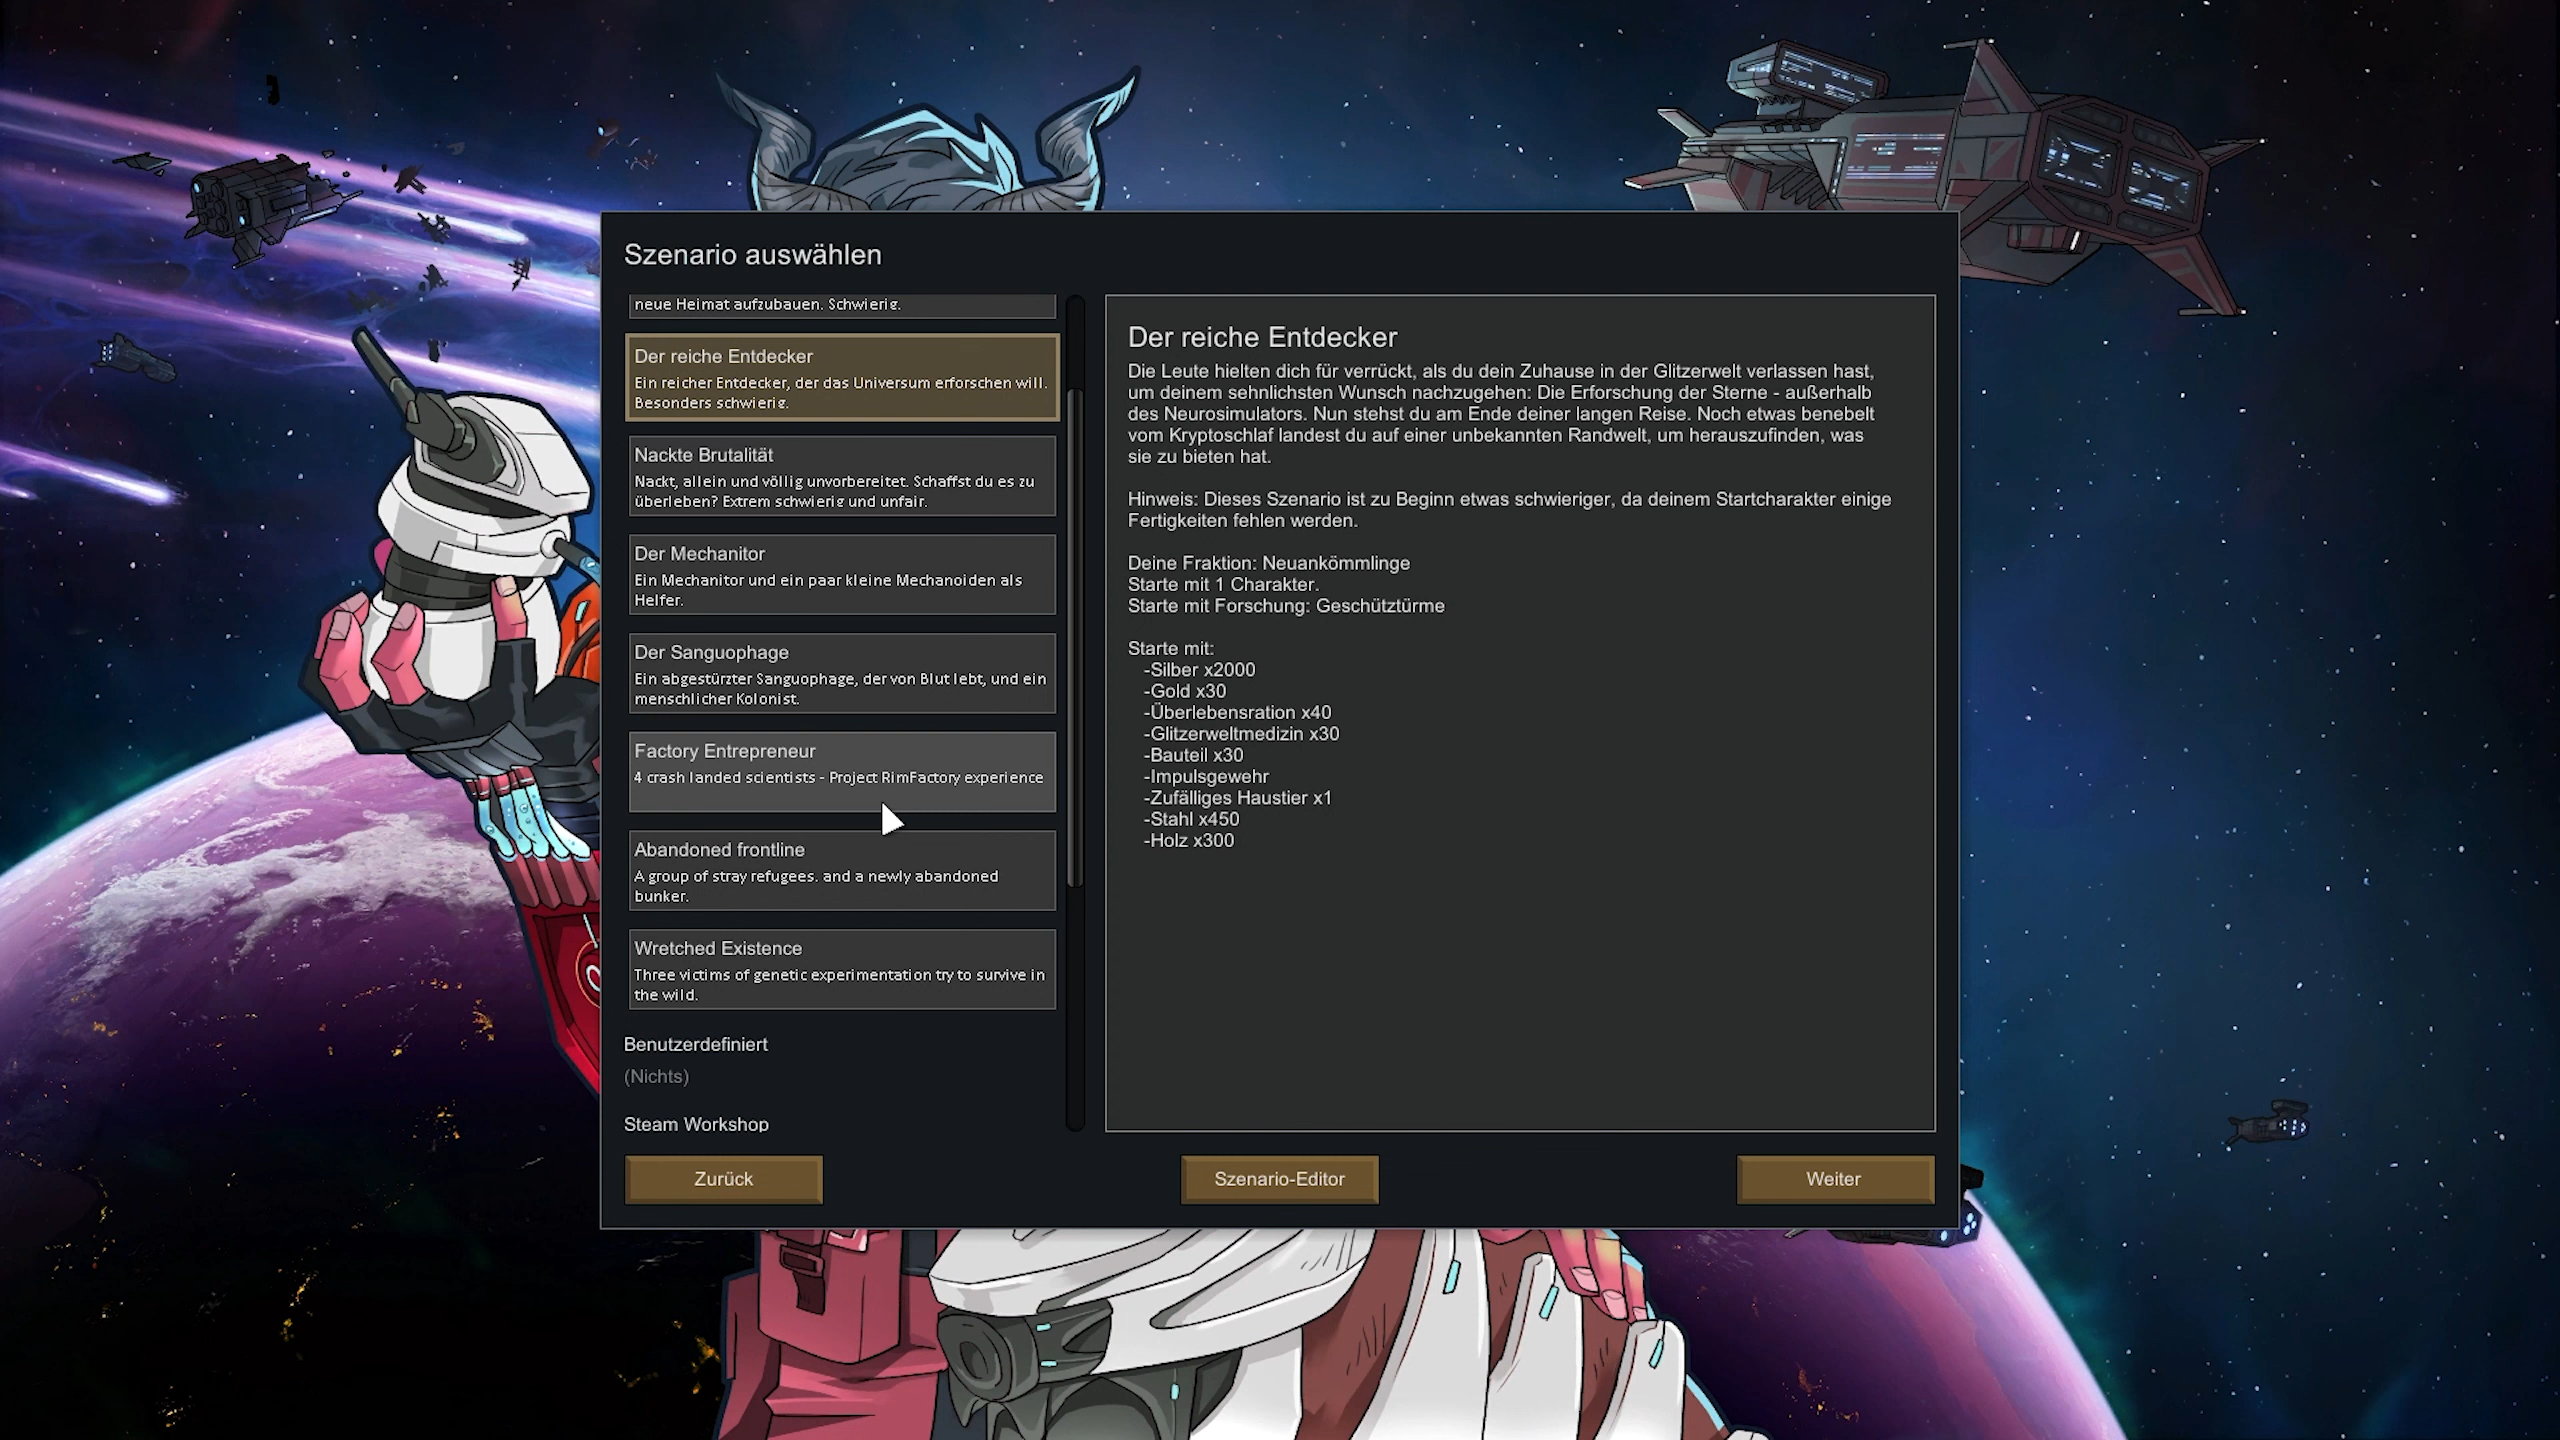 Szenario auswählen
neue Heimat aufzubauen. Schwierig.
Der reiche Entdecker
Ein reicher Entdecker, der das Universum erforschen will.
Besonders schwierig.
Nackte Brutalität
Nackt, allein und völlig unvorbereitet. Schaffst du es zu
überleben? Extrem schwierig und unfair.
Der Mechanitor
Ein Mechanitor und ein paar kleine Mechanoiden als
Helfer.
Der Sanguophage
Ein abgestürzter Sanguophage, der von Blut lebt, und ein
menschlicher Kolonist.
Factory Entrepreneur
4 crash landed scientists - Project RimFactory experience
Abandoned frontline
A group of stray refugees. and a newly abandoned
bunker.
Wretched Existence
Three victims of genetic experimentation try to survive in
the wild.
Benutzerdefiniert
(Nichts)
Steam Workshop
Der reiche Entdecker
Die Leute hielten dich für verrückt, als du dein Zuhause in der Glitzerwelt verlassen hast,
um deinem sehnlichsten Wunsch nachzugehen: Die Erforschung der Sterne - außerhalb
des Neurosimulators. Nun stehst du am Ende deiner langen Reise. Noch etwas benebelt
vom Kryptoschlaf landest du auf einer unbekannten Randwelt, um herauszufinden, was
sie zu bieten hat.
Hinweis: Dieses Szenario ist zu Beginn etwas schwieriger, da deinem Startcharakter einige
Fertigkeiten fehlen werden.
Deine Fraktion: Neuankömmlinge
Starte mit 1 Charakter.
Starte mit Forschung: Geschütztürme
Starte mit:
-Silber x2000
-Gold x30
-Überlebensration x40
-Glitzerweltmedizin x30
-Bauteil x30
-Impulsgewehr
-Zufälliges Haustier x1
-Stahl x450
-Holz x300
Zurück
Szenario-Editor
Weiter